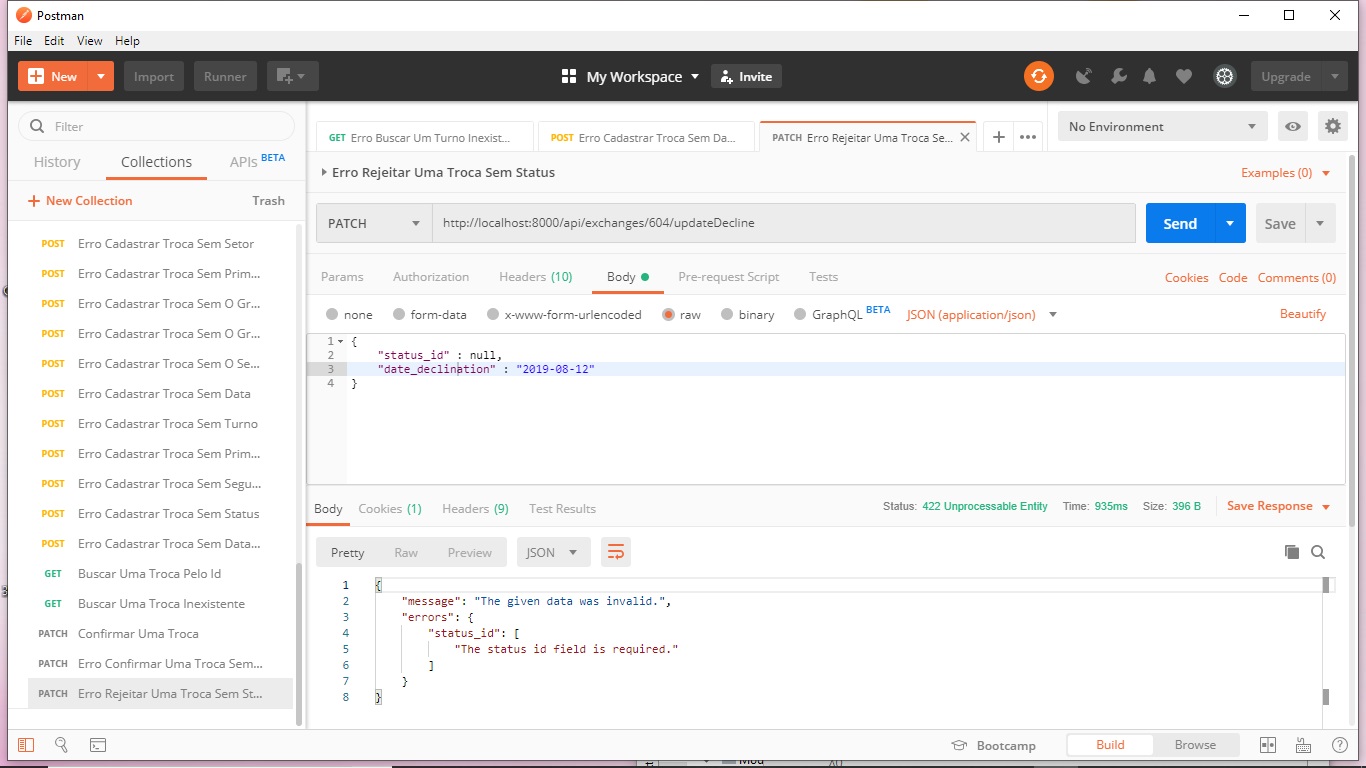 Postman
File Edit View Help
New Import Runner My Workspace Invite Upgrade
Filter
History Collections APIs BETA
New Collection Trash
POST Erro Cadastrar Troca Sem Setor
POST Erro Cadastrar Troca Sem Prim...
POST Erro Cadastrar Troca Sem O Gr...
POST Erro Cadastrar Troca Sem O Gr...
POST Erro Cadastrar Troca Sem O Se...
POST Erro Cadastrar Troca Sem Data
POST Erro Cadastrar Troca Sem Turno
POST Erro Cadastrar Troca Sem Prim...
POST Erro Cadastrar Troca Sem Segu...
POST Erro Cadastrar Troca Sem Status
POST Erro Cadastrar Troca Sem Data...
GET Buscar Uma Troca Pelo Id
GET Buscar Uma Troca Inexistente
PATCH Confirmar Uma Troca
PATCH Erro Confirmar Uma Troca Sem...
PATCH Erro Rejeitar Uma Troca Sem St...
GET Erro Buscar Um Turno Inexist...
POST Erro Cadastrar Troca Sem Da...
PATCH Erro Rejeitar Uma Troca Se...
No Environment
Erro Rejeitar Uma Troca Sem Status
Examples (0)
PATCH http://localhost:8000/api/exchanges/604/updateDecline Send Save
Params Authorization Headers (10) Body Pre-request Script Tests Cookies Code Comments (0)
none form-data x-www-form-urlencoded raw binary GraphQL BETA JSON (application/json) Beautify
1 {
2 "status_id" : null,
3 "date_declination" : "2019-08-12"
4 }
Body Cookies (1) Headers (9) Test Results Status: 422 Unprocessable Entity Time: 935ms Size: 396 B Save Response
Pretty Raw Preview JSON
1 {
2 "message": "The given data was invalid.",
3 "errors": {
4 "status_id": [
5 "The status id field is required."
6 ]
7 }
8 }
Bootcamp Build Browse